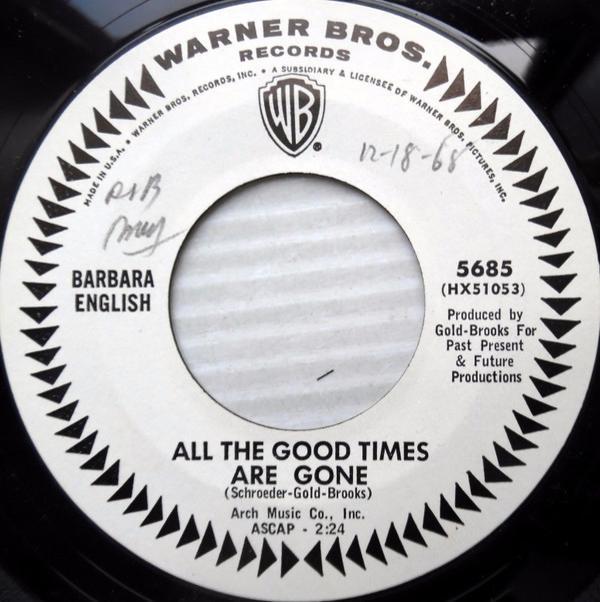 WARNER BROS.
RECORDS
MADE IN U.S.A. • WARNER BROS. RECORDS, INC. • A SUBSIDIARY & LICENSEE OF WARNER BROS. PICTURES, INC.
WB
®
12-18-68
R&B
BARBARA
ENGLISH
5685
(HX51053)
Produced by
Gold-Brooks For
Past Present
& Future
Productions
ALL THE GOOD TIMES
ARE GONE
(Schroeder-Gold-Brooks)
Arch Music Co., Inc.
ASCAP - 2:24